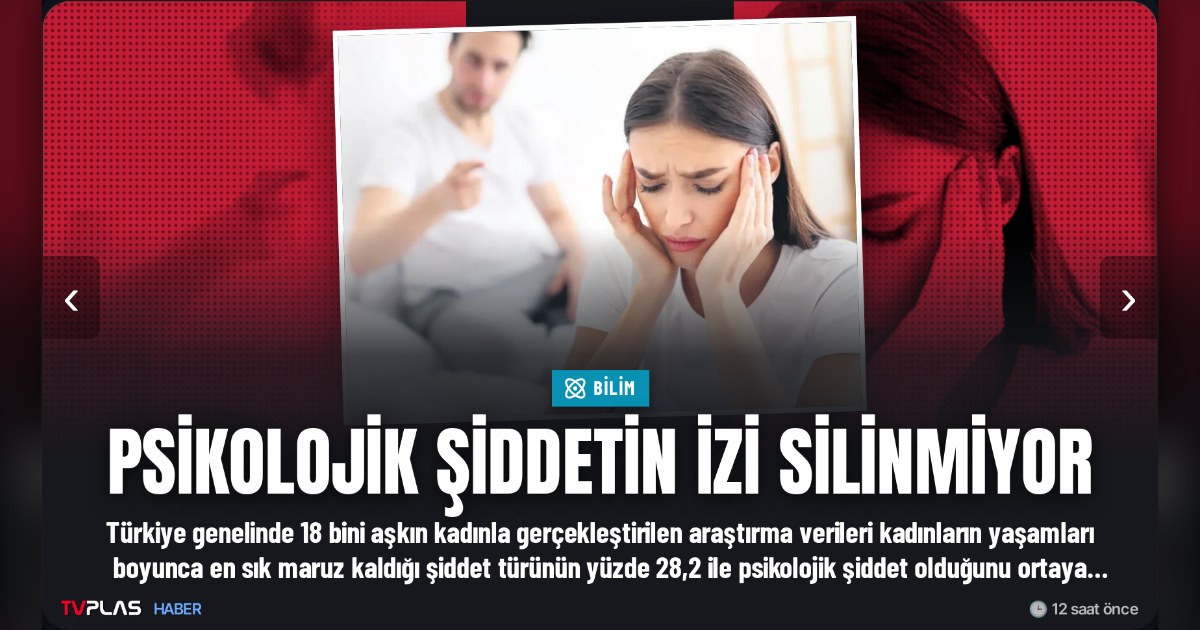 BİLİM
PSİKOLOJİK ŞİDDETİN İZİ SİLİNMİYOR
Türkiye genelinde 18 bini aşkın kadınla gerçekleştirilen araştırma verileri kadınların yaşamları
boyunca en sık maruz kaldığı şiddet türünün yüzde 28,2 ile psikolojik şiddet olduğunu ortaya...
TVPLAS HABER
12 saat önce